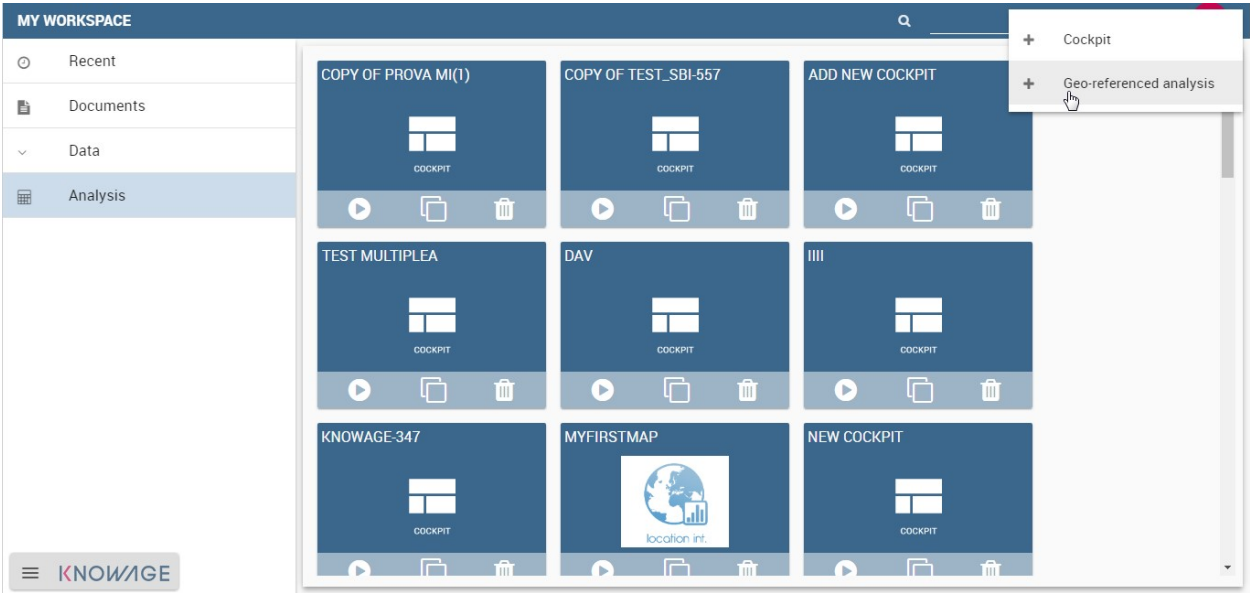 MY WORKSPACE
Cockpit
Geo-referenced analysis
Recent
Documents
Data
Analysis
COPY OF PROVA MI(1)
COPY OF TEST_SBI-557
ADD NEW COCKPIT
COCKPIT
COCKPIT
COCKPIT
TEST MULTIPLEA
DAV
IIII
COCKPIT
COCKPIT
COCKPIT
KNOWAGE-347
MYFIRSTMAP
NEW COCKPIT
COCKPIT
location int.
COCKPIT
KNOWAGE